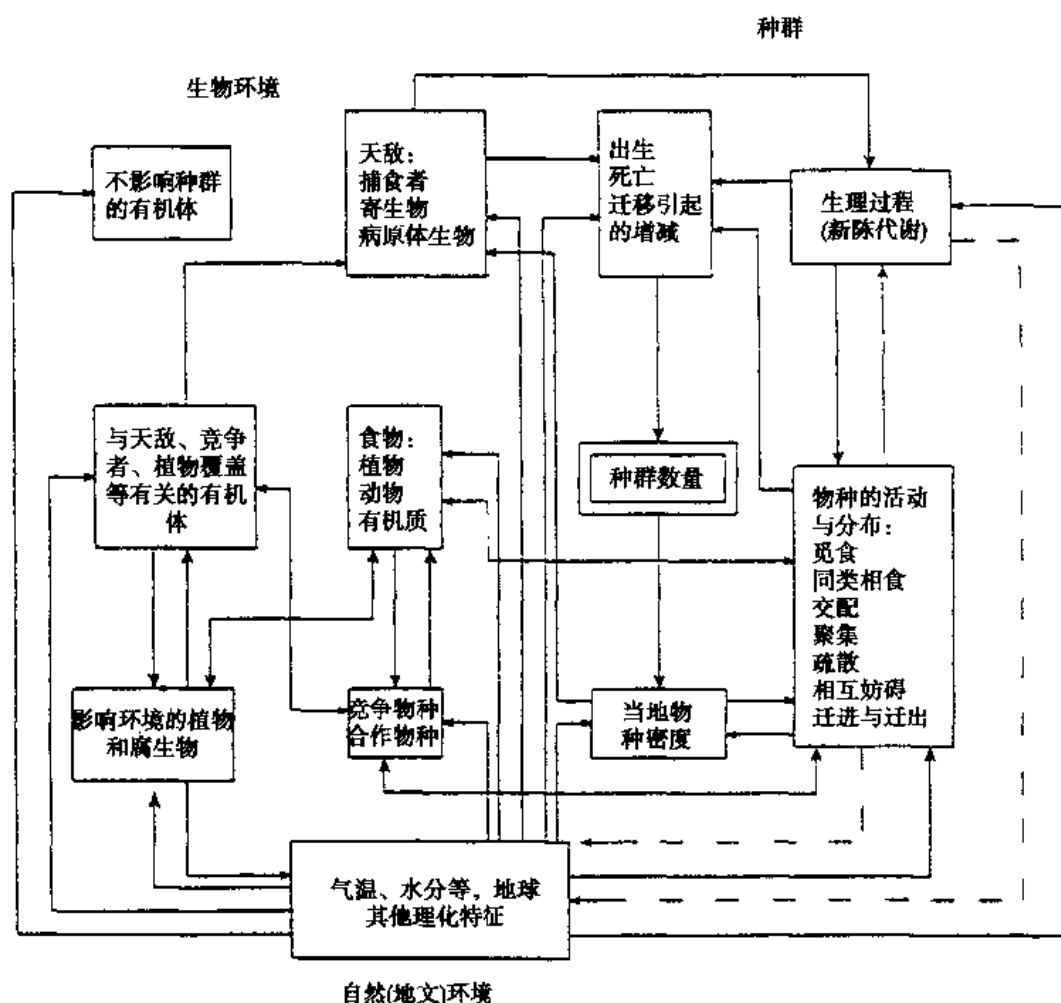 种群
生物环境
不影响种群
的有机体
天敌：
捕食者
寄生物
病原体生物
出生
死亡
迁移引起
的增减
生理过程
(新陈代谢)
与天敌、竞争
者、植物覆盖
等有关的有机
体
食物：
植物
动物
有机质
种群数量
物种的活动
与分布：
觅食
同类相食
交配
聚集
疏散
相互妨碍
迁进与迁出
影响环境的植物
和腐生物
竞争物种
合作物种
当地物
种密度
气温、水分等，地球
其他理化特征
自然(地文)环境